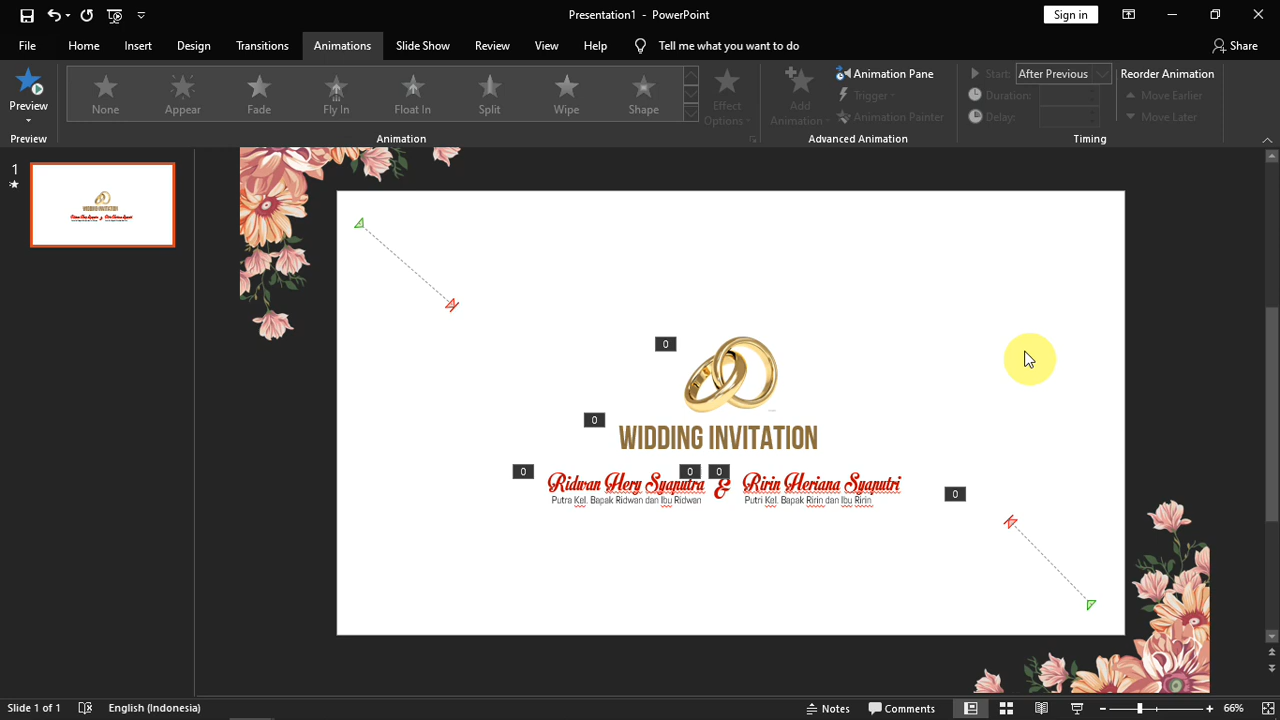 Presentation1 - PowerPoint
Sign in
File Home Insert Design Transitions Animations Slide Show Review View Help Tell me what you want to do Share
Preview
None Appear Fade Fly In Float In Split Wipe Shape
Effect Options
Add Animation
Animation Pane
Trigger
Animation Painter
Start: After Previous
Duration:
Delay:
Reorder Animation
Move Earlier
Move Later
Preview Animation Advanced Animation Timing
1
0
0
WIDDING INVITATION
0 0 0
Ridwan Hery Syaputra & Ririn Heriana Syaputri
Putra Kel. Bapak Ridwan dan Ibu Ridwan Putri Kel. Bapak Ririn dan Ibu Ririn
0
Slide 1 of 1 English (Indonesia) Notes Comments 66%